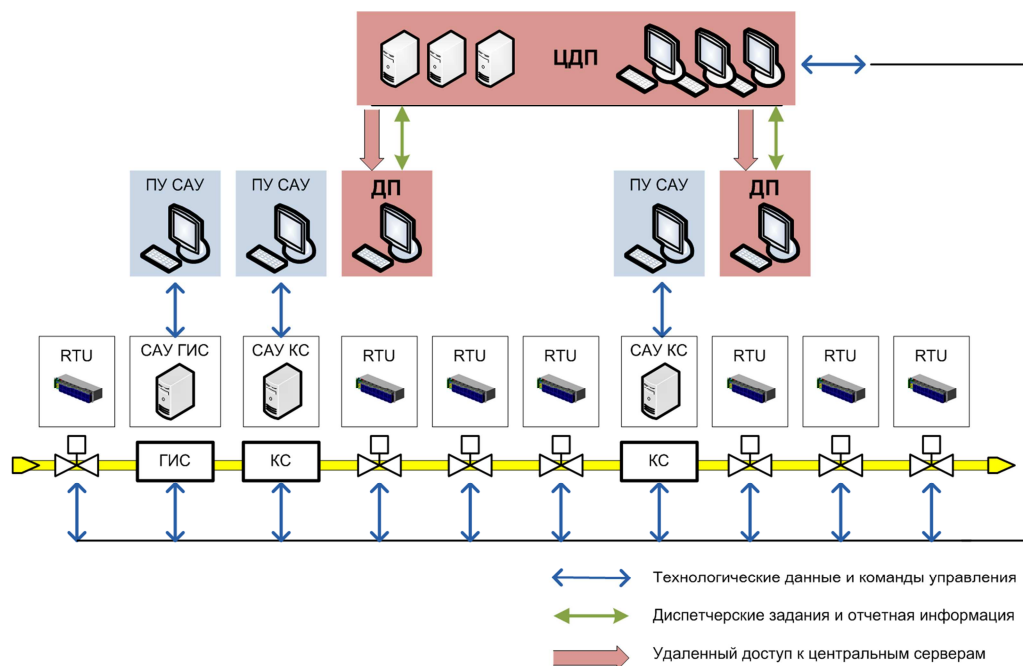 ЦДП
ПУ САУ
ПУ САУ
ДП
ПУ САУ
ДП
RTU
САУ ГИС
САУ КС
RTU
RTU
RTU
САУ КС
RTU
RTU
RTU
ГИС
КС
КС
Технологические данные и команды управления
Диспетчерские задания и отчетная информация
Удаленный доступ к центральным серверам